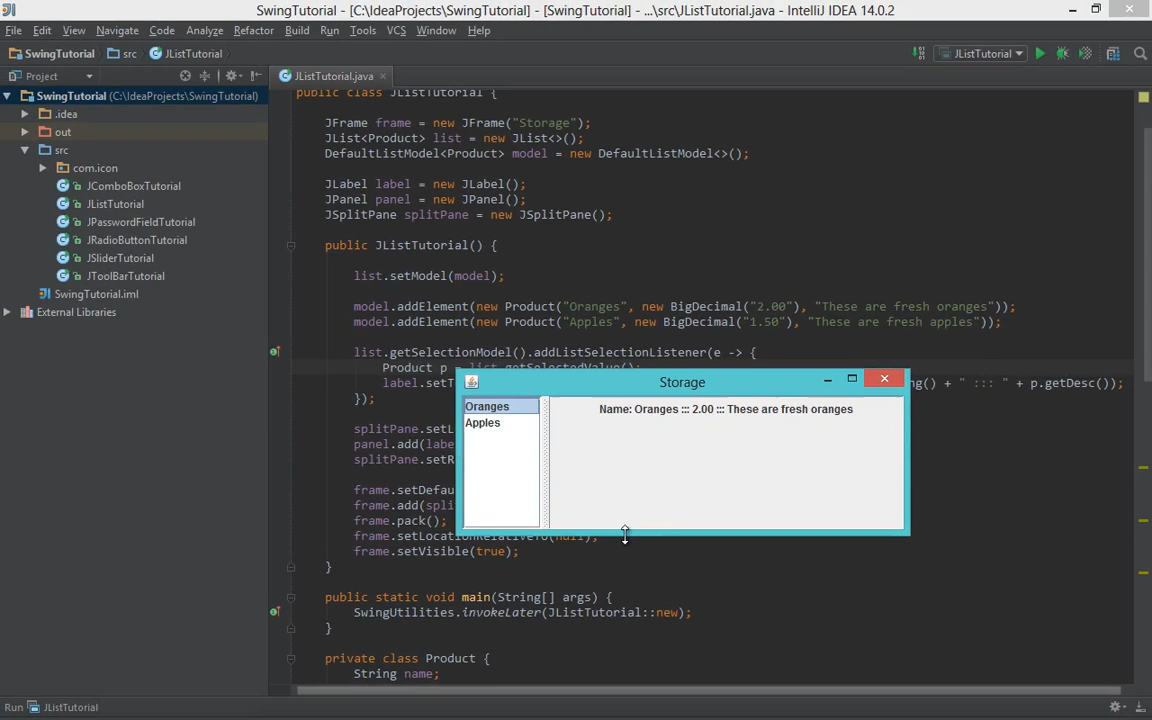 SwingTutorial - [C:\IdeaProjects\SwingTutorial] - [SwingTutorial] - ...\src\JListTutorial.java - IntelliJ IDEA 14.0.2
File Edit View Navigate Code Analyze Refactor Build Run Tools VCS Window Help
SwingTutorial src JListTutorial JListTutorial
Project JListTutorial.java
SwingTutorial (C:\IdeaProjects\SwingTutorial)
.idea
out
src
com.icon
JComboBoxTutorial
JListTutorial
JPasswordFieldTutorial
JRadioButtonTutorial
JSliderTutorial
JToolBarTutorial
SwingTutorial.iml
External Libraries
public class JListTutorial {
JFrame frame = new JFrame("Storage");
JList<Product> list = new JList<>();
DefaultListModel<Product> model = new DefaultListModel<>();
JLabel label = new JLabel();
JPanel panel = new JPanel();
JSplitPane splitPane = new JSplitPane();
public JListTutorial() {
list.setModel(model);
model.addElement(new Product("Oranges", new BigDecimal("2.00"), "These are fresh oranges"));
model.addElement(new Product("Apples", new BigDecimal("1.50"), "These are fresh apples"));
list.getSelectionModel().addListSelectionListener(e -> {
Product p = list.getSelectedValue();
label.setT ng() + " ::: " + p.getDesc());
});
splitPane.setL
panel.add(labe
splitPane.setR
frame.setDefau
frame.add(spli
frame.pack();
frame.setLocationRelativeTo(null);
frame.setVisible(true);
}
public static void main(String[] args) {
SwingUtilities.invokeLater(JListTutorial::new);
}
private class Product {
String name;
Storage
Oranges
Apples
Name: Oranges ::: 2.00 ::: These are fresh oranges
Run JListTutorial